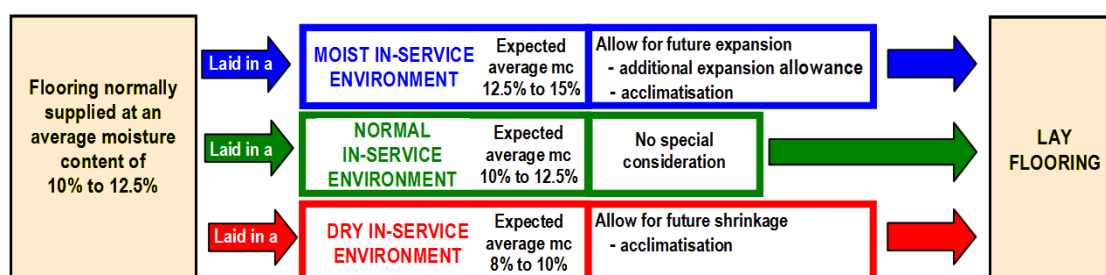 Flooring normally
supplied at an
average moisture
content of
10% to 12.5%
Laid in a
MOIST IN-SERVICE
ENVIRONMENT
Expected
average mc
12.5% to 15%
Allow for future expansion
- additional expansion allowance
- acclimatisation
Laid in a
NORMAL
IN-SERVICE
ENVIRONMENT
Expected
average mc
10% to 12.5%
No special
consideration
Laid in a
DRY IN-SERVICE
ENVIRONMENT
Expected
average mc
8% to 10%
Allow for future shrinkage
- acclimatisation
LAY
FLOORING